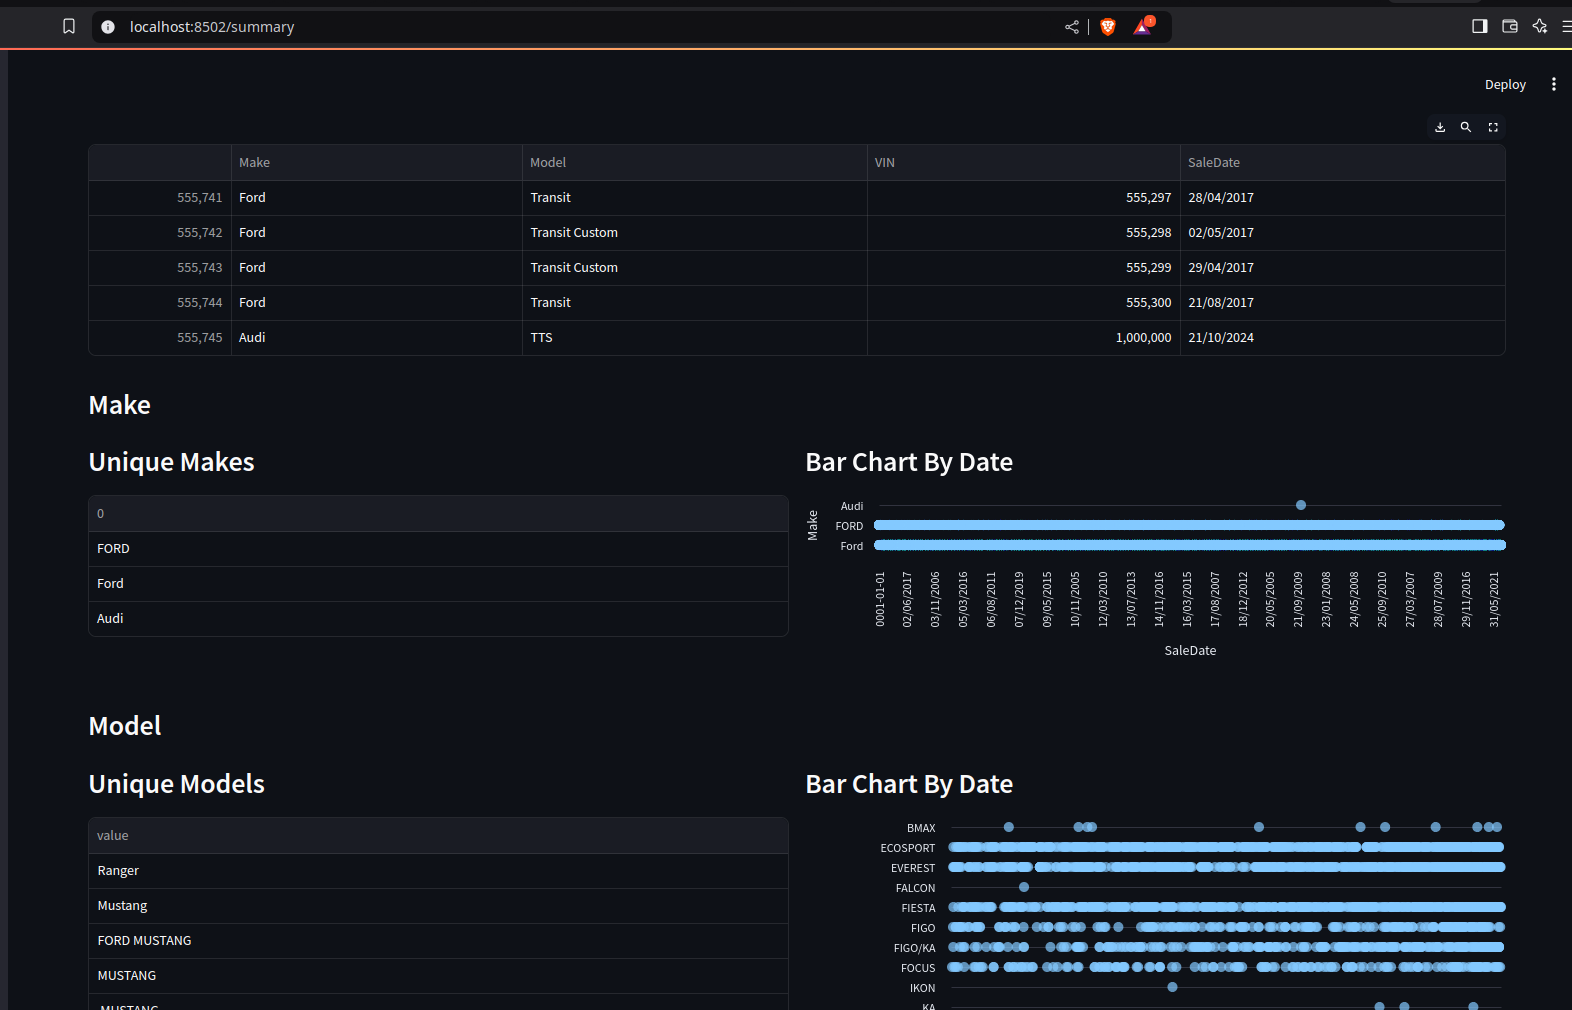 localhost:8502/summary
Deploy
Make Model VIN SaleDate
555,741 Ford Transit 555,297 28/04/2017
555,742 Ford Transit Custom 555,298 02/05/2017
555,743 Ford Transit Custom 555,299 29/04/2017
555,744 Ford Transit 555,300 21/08/2017
555,745 Audi TTS 1,000,000 21/10/2024
Make
Unique Makes
0
FORD
Ford
Audi
Bar Chart By Date
Make
Audi
FORD
Ford
0001-01-01 02/06/2017 03/11/2006 05/03/2016 06/08/2011 07/12/2019 09/05/2015 10/11/2005 12/03/2010 13/07/2013 14/11/2016 16/03/2015 17/08/2007 18/12/2012 20/05/2005 21/09/2009 23/01/2008 24/05/2008 25/09/2010 27/03/2007 28/07/2009 29/11/2016 31/05/2021
SaleDate
Model
Unique Models
value
Ranger
Mustang
FORD MUSTANG
MUSTANG
MUSTANG
Bar Chart By Date
BMAX
ECOSPORT
EVEREST
FALCON
FIESTA
FIGO
FIGO/KA
FOCUS
IKON
KA